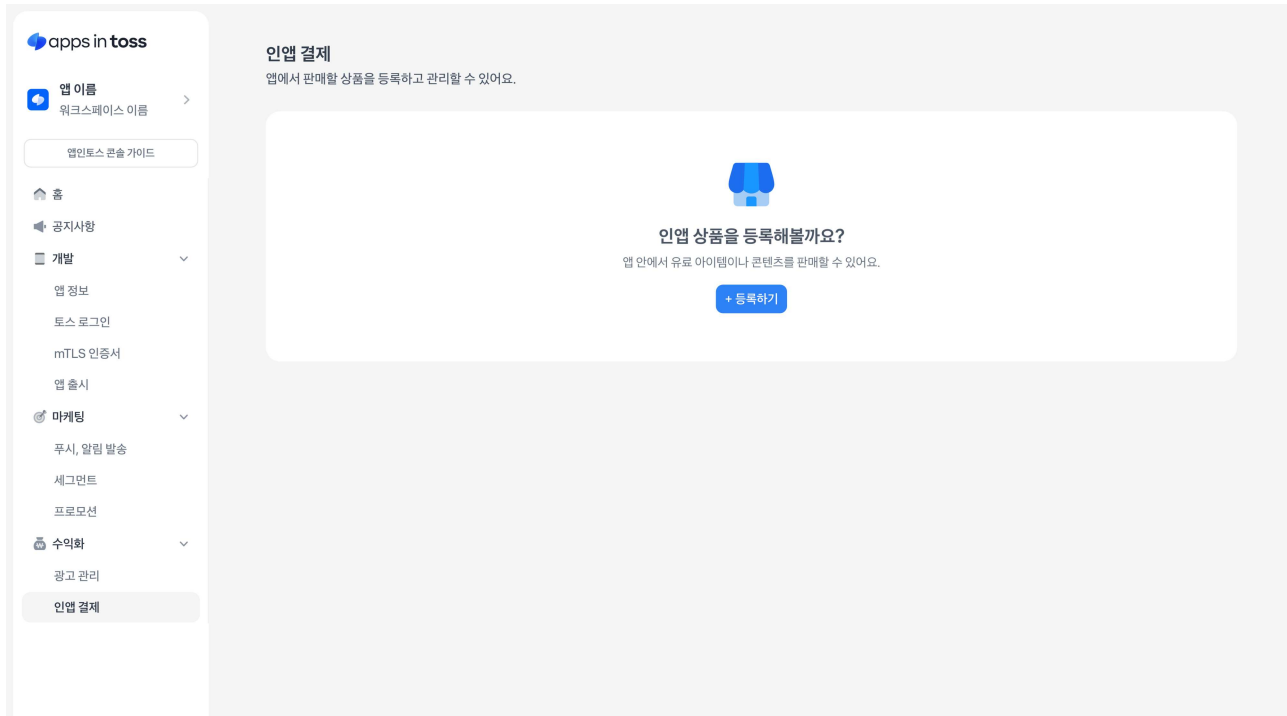 apps in toss
앱 이름
워크스페이스 이름
앱인토스 콘솔 가이드
홈
공지사항
개발
앱 정보
토스 로그인
mTLS 인증서
앱 출시
마케팅
푸시, 알림 발송
세그먼트
프로모션
수익화
광고 관리
인앱 결제
인앱 결제
앱에서 판매할 상품을 등록하고 관리할 수 있어요.
인앱 상품을 등록해볼까요?
앱 안에서 유료 아이템이나 콘텐츠를 판매할 수 있어요.
+ 등록하기